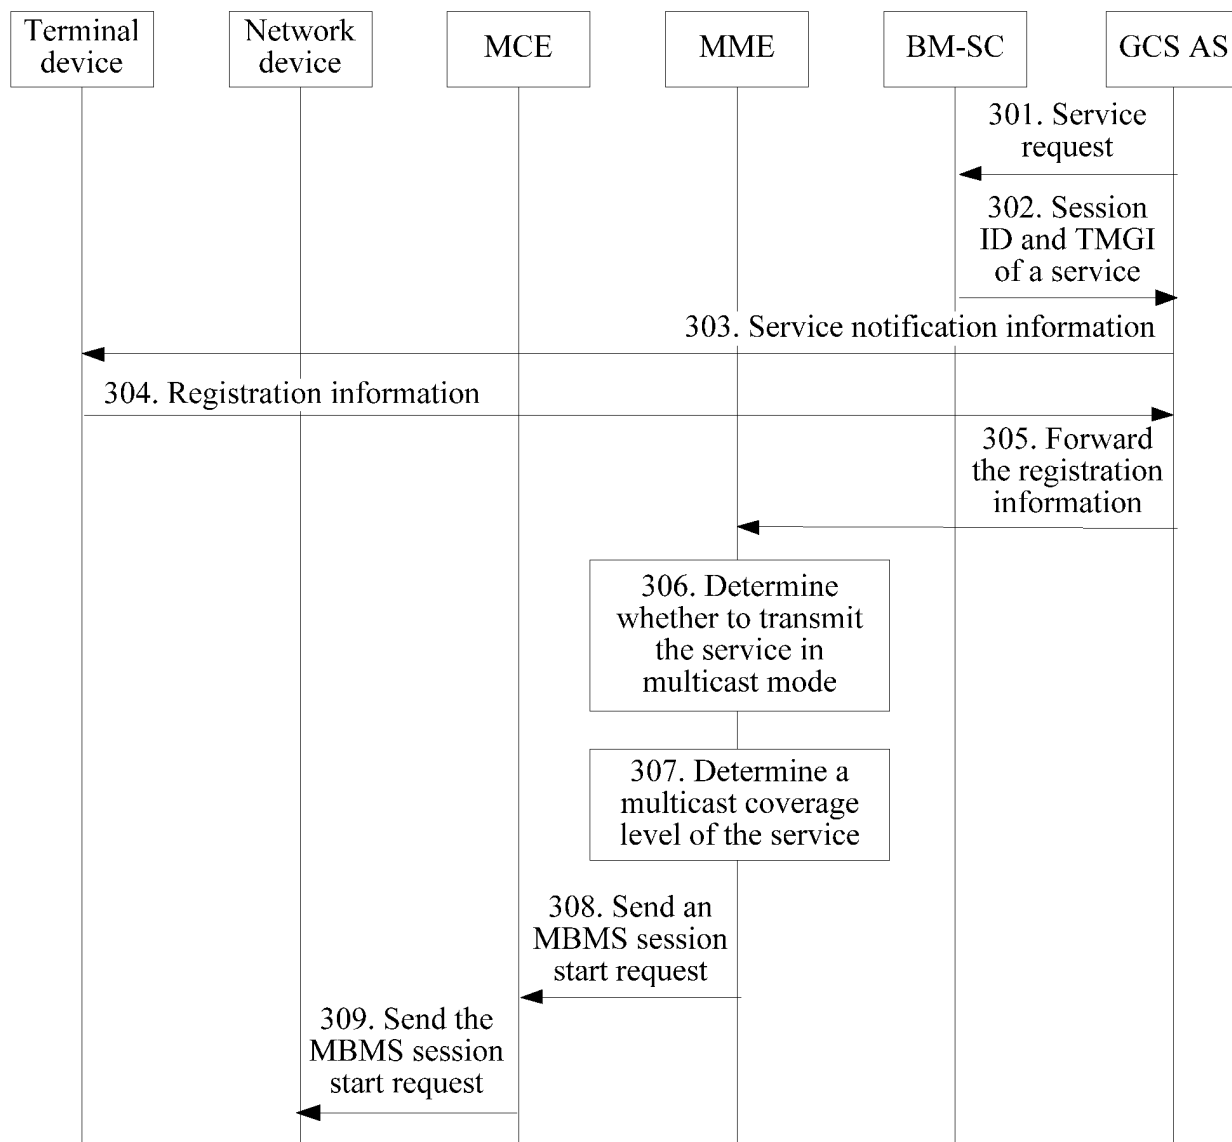 Terminal
device
Network
device
MCE
MME
BM-SC
GCS AS
301. Service
request
302. Session
ID and TMGI
of a service
303. Service notification information
304. Registration information
305. Forward
the registration
information
306. Determine
whether to transmit
the service in
multicast mode
307. Determine a
multicast coverage
level of the service
308. Send an
MBMS session
start request
309. Send the
MBMS session
start request